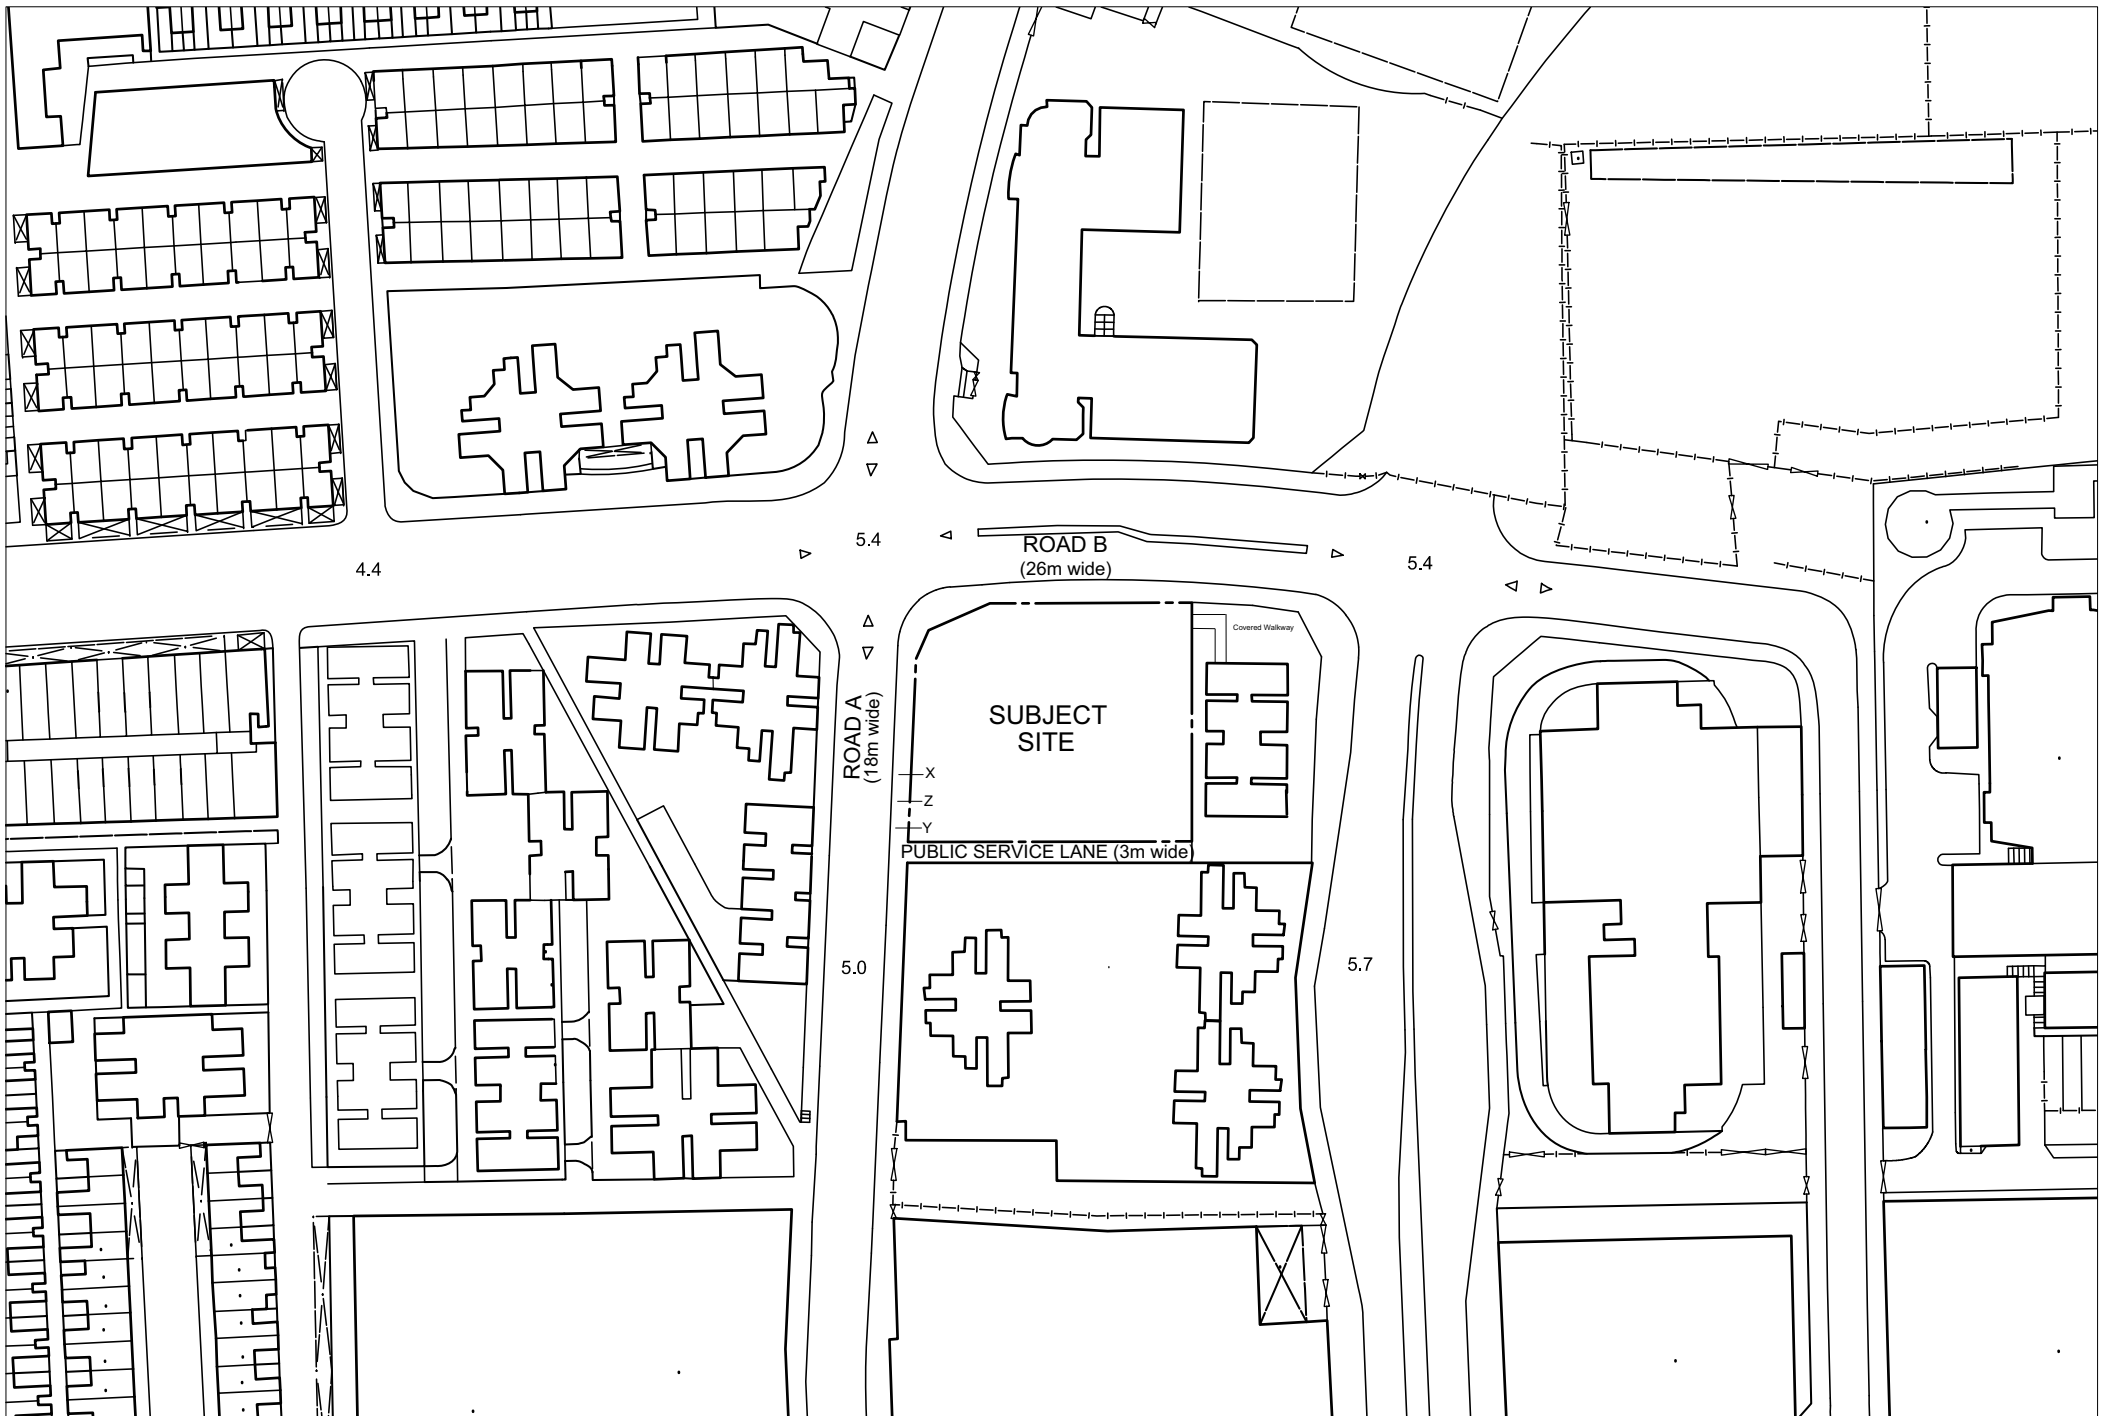 5.4
ROAD B
(26m wide)
5.4
4.4
Covered Walkway
ROAD A
(18m wide)
SUBJECT
SITE
X
Z
Y
PUBLIC SERVICE LANE (3m wide)
5.0
5.7